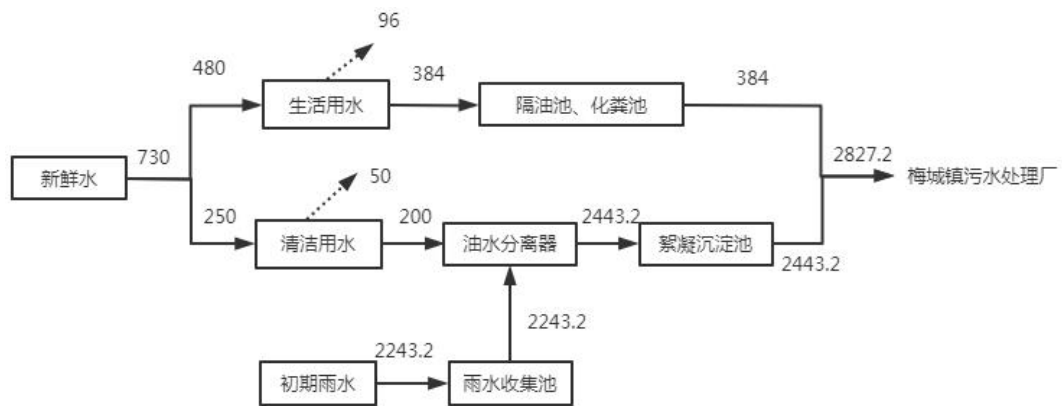 96
480
生活用水
384
隔油池、化粪池
384
新鲜水
730
2827.2
梅城镇污水处理厂
50
250
清洁用水
200
油水分离器
2443.2
絮凝沉淀池
2443.2
2243.2
初期雨水
2243.2
雨水收集池